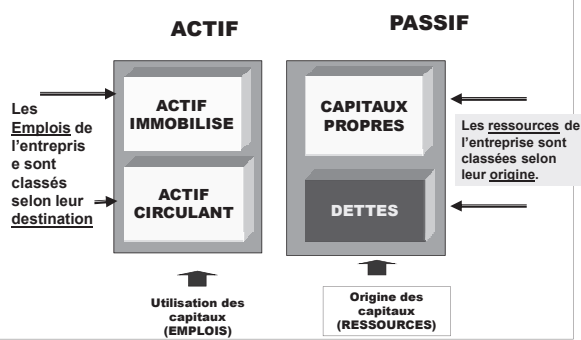 ACTIF
PASSIF
Les
Emplois de
l'entrepris
e sont
classés
selon leur
destination
ACTIF
IMMOBILISE
ACTIF
CIRCULANT
CAPITAUX
PROPRES
DETTES
Les ressources de
l'entreprise sont
classées selon
leur origine.
Utilisation des
capitaux
(EMPLOIS)
Origine des
capitaux
(RESSOURCES)